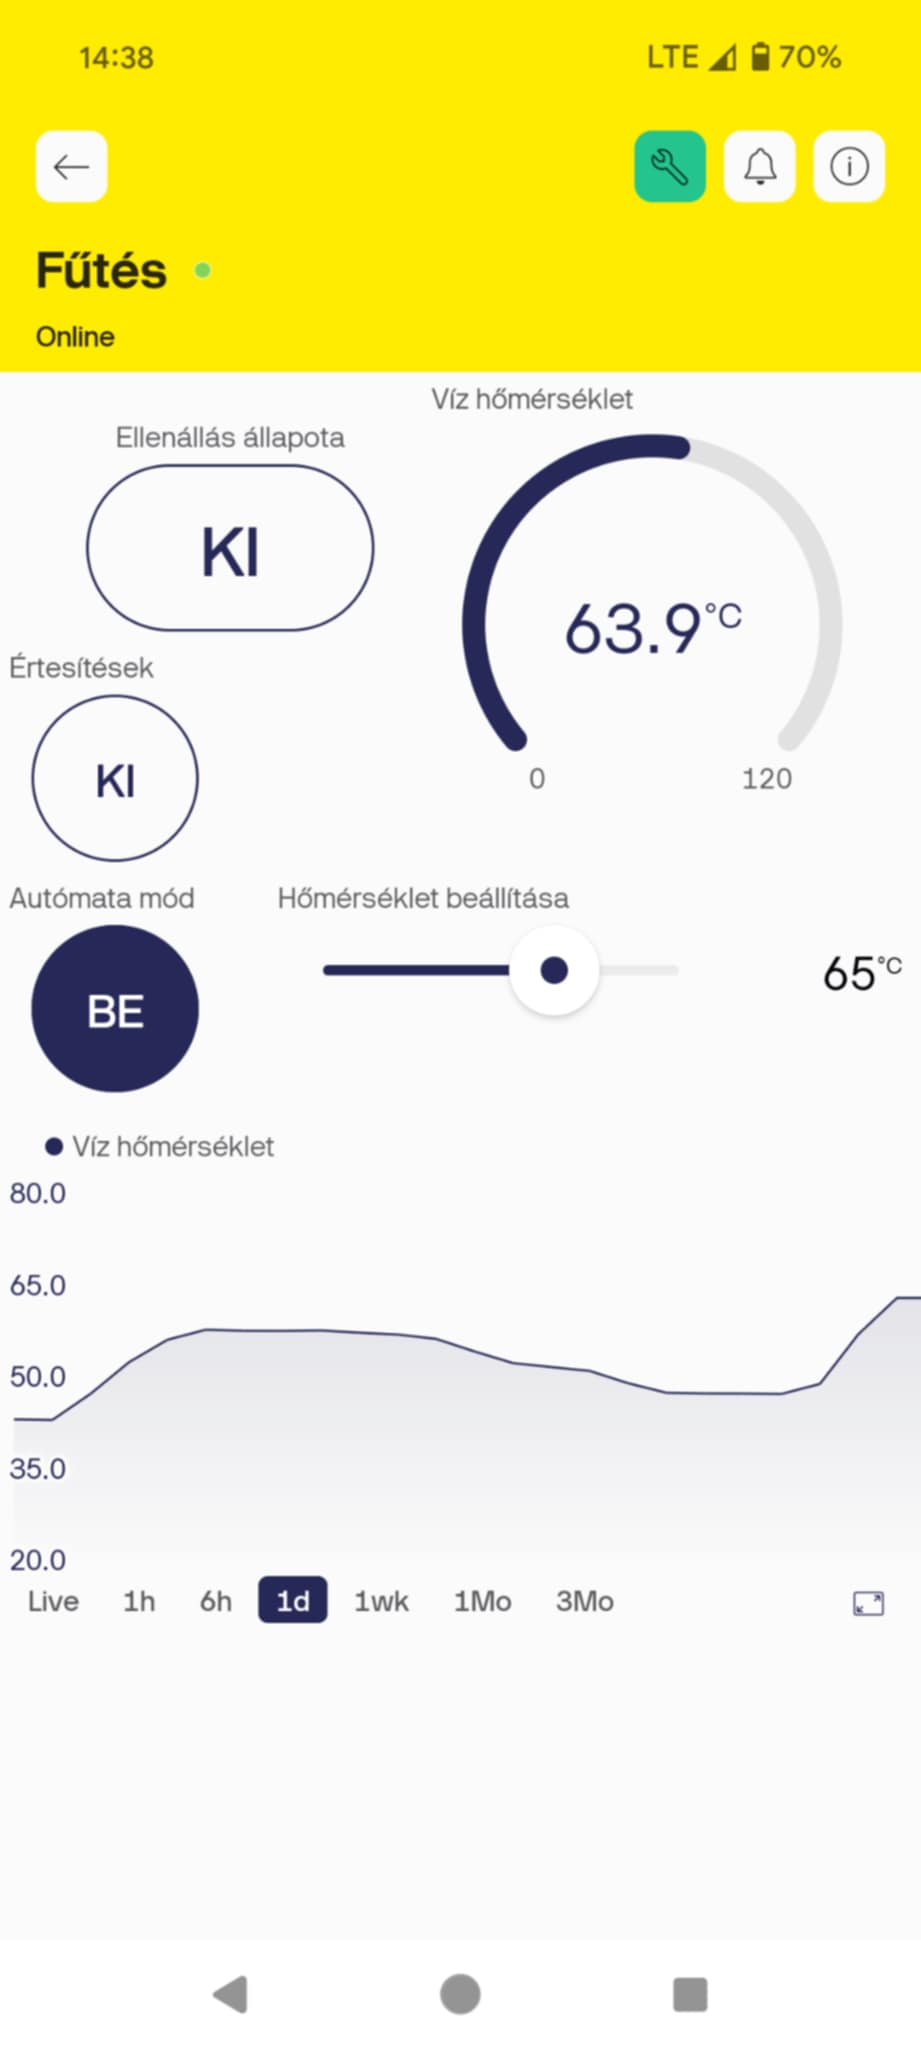 14:38
LTE 70%
Fűtés
Online
Víz hőmérséklet
Ellenállás állapota
KI
63.9°C
0 120
Értesítések
KI
Autómata mód
BE
Hőmérséklet beállítása
65°C
Víz hőmérséklet
80.0
65.0
50.0
35.0
20.0
Live 1h 6h 1d 1wk 1Mo 3Mo